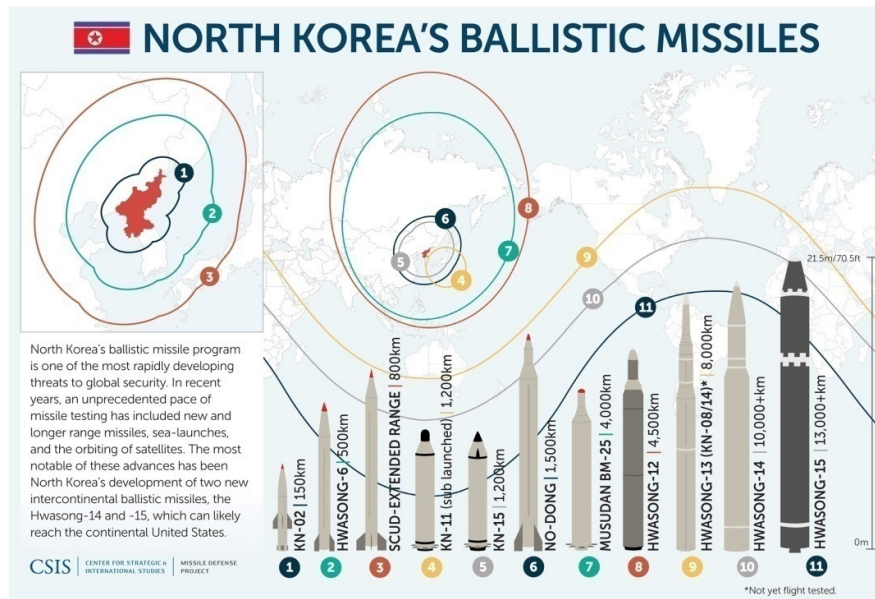 NORTH KOREA'S BALLISTIC MISSILES
1
2
3
6
8
7
5
4
9
10
11
21.5m/70.5ft
0m
North Korea's ballistic missile program
is one of the most rapidly developing
threats to global security. In recent
years, an unprecedented pace of
missile testing has included new and
longer range missiles, sea-launches,
and the orbiting of satellites. The most
notable of these advances has been
North Korea's development of two new
intercontinental ballistic missiles, the
Hwasong-14 and -15, which can likely
reach the continental United States.
KN-02 | 150km
HWASONG-6 | 500km
SCUD-EXTENDED RANGE | 800km
KN-11 (sub launched) | 1,200km
KN-15 | 1,200km
NO-DONG | 1,500km
MUSUDAN BM-25 | 4,000km
HWASONG-12 | 4,500km
HWASONG-13 (KN-08/14)* | 8,000km
HWASONG-14 | 10,000+km
HWASONG-15 | 13,000+km
1
2
3
4
5
6
7
8
9
10
11
CSIS | CENTER FOR STRATEGIC &
INTERNATIONAL STUDIES
MISSILE DEFENSE
PROJECT
*Not yet flight tested.